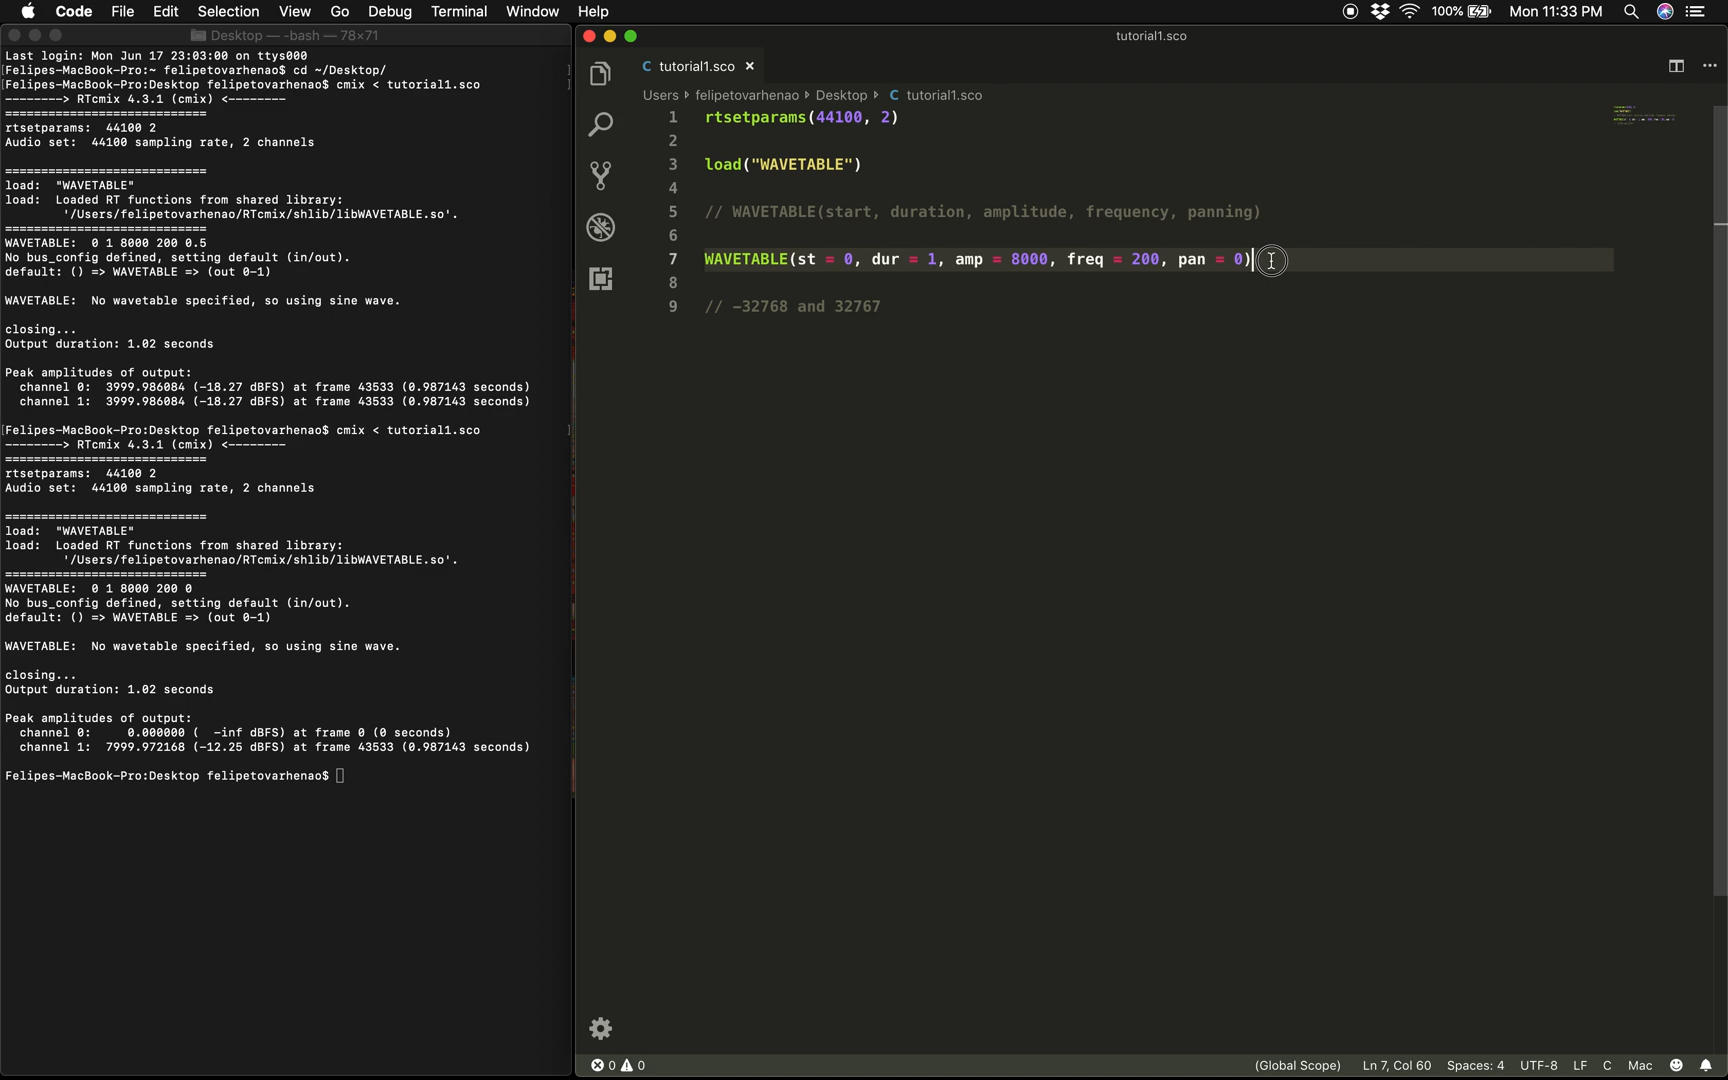 Code File Edit Selection View Go Debug Terminal Window Help 100% Mon 11:33 PM
Desktop — -bash — 78×71
Last login: Mon Jun 17 23:03:00 on ttys000
[Felipes-MacBook-Pro:~ felipetovarhenao$ cd ~/Desktop/ ]
[Felipes-MacBook-Pro:Desktop felipetovarhenao$ cmix < tutorial1.sco ]
--------> RTcmix 4.3.1 (cmix) <--------
============================
rtsetparams:  44100 2
Audio set:  44100 sampling rate, 2 channels
============================
load:  "WAVETABLE"
load:  Loaded RT functions from shared library:
'/Users/felipetovarhenao/RTcmix/shlib/libWAVETABLE.so'.
============================
WAVETABLE:  0 1 8000 200 0.5
No bus_config defined, setting default (in/out).
default: () => WAVETABLE => (out 0-1)
WAVETABLE:  No wavetable specified, so using sine wave.
closing...
Output duration: 1.02 seconds
Peak amplitudes of output:
channel 0:  3999.986084 (-18.27 dBFS) at frame 43533 (0.987143 seconds)
channel 1:  3999.986084 (-18.27 dBFS) at frame 43533 (0.987143 seconds)
[Felipes-MacBook-Pro:Desktop felipetovarhenao$ cmix < tutorial1.sco ]
--------> RTcmix 4.3.1 (cmix) <--------
============================
rtsetparams:  44100 2
Audio set:  44100 sampling rate, 2 channels
============================
load:  "WAVETABLE"
load:  Loaded RT functions from shared library:
'/Users/felipetovarhenao/RTcmix/shlib/libWAVETABLE.so'.
============================
WAVETABLE:  0 1 8000 200 0
No bus_config defined, setting default (in/out).
default: () => WAVETABLE => (out 0-1)
WAVETABLE:  No wavetable specified, so using sine wave.
closing...
Output duration: 1.02 seconds
Peak amplitudes of output:
channel 0:     0.000000 (  -inf dBFS) at frame 0 (0 seconds)
channel 1:  7999.972168 (-12.25 dBFS) at frame 43533 (0.987143 seconds)
Felipes-MacBook-Pro:Desktop felipetovarhenao$
tutorial1.sco
C tutorial1.sco ×
Users Desktop felipetovarhenao C tutorial1.sco
1 rtsetparams(44100, 2)
2
3 load("WAVETABLE")
4
5 // WAVETABLE(start, duration, amplitude, frequency, panning)
6
7 WAVETABLE(st = 0, dur = 1, amp = 8000, freq = 200, pan = 0)
8
9 // -32768 and 32767
0 0 (Global Scope) Ln 7, Col 60 Spaces: 4 UTF-8 LF C Mac